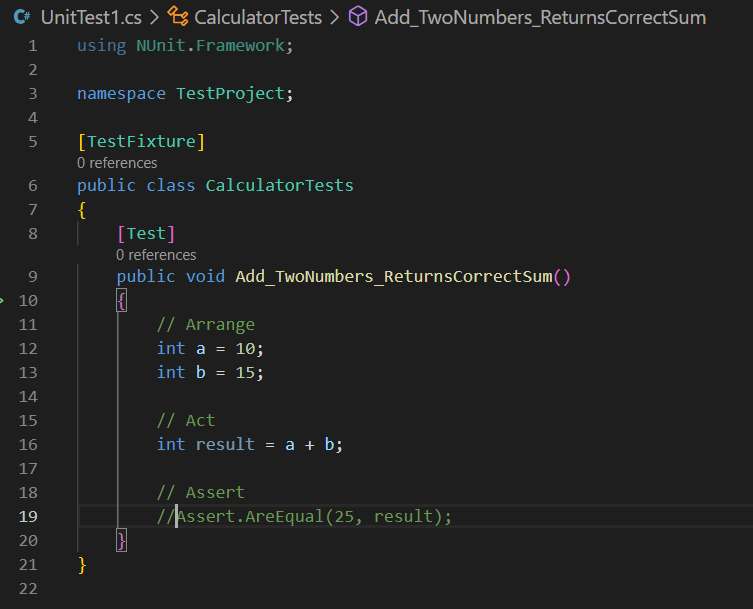 C# UnitTest1.cs > CalculatorTests > Add_TwoNumbers_ReturnsCorrectSum
1 using NUnit.Framework;
2
3 namespace TestProject;
4
5 [TestFixture]
0 references
6 public class CalculatorTests
7 {
8 [Test]
0 references
9 public void Add_TwoNumbers_ReturnsCorrectSum()
10 {
11 // Arrange
12 int a = 10;
13 int b = 15;
14
15 // Act
16 int result = a + b;
17
18 // Assert
19 //Assert.AreEqual(25, result);
20 }
21 }
22